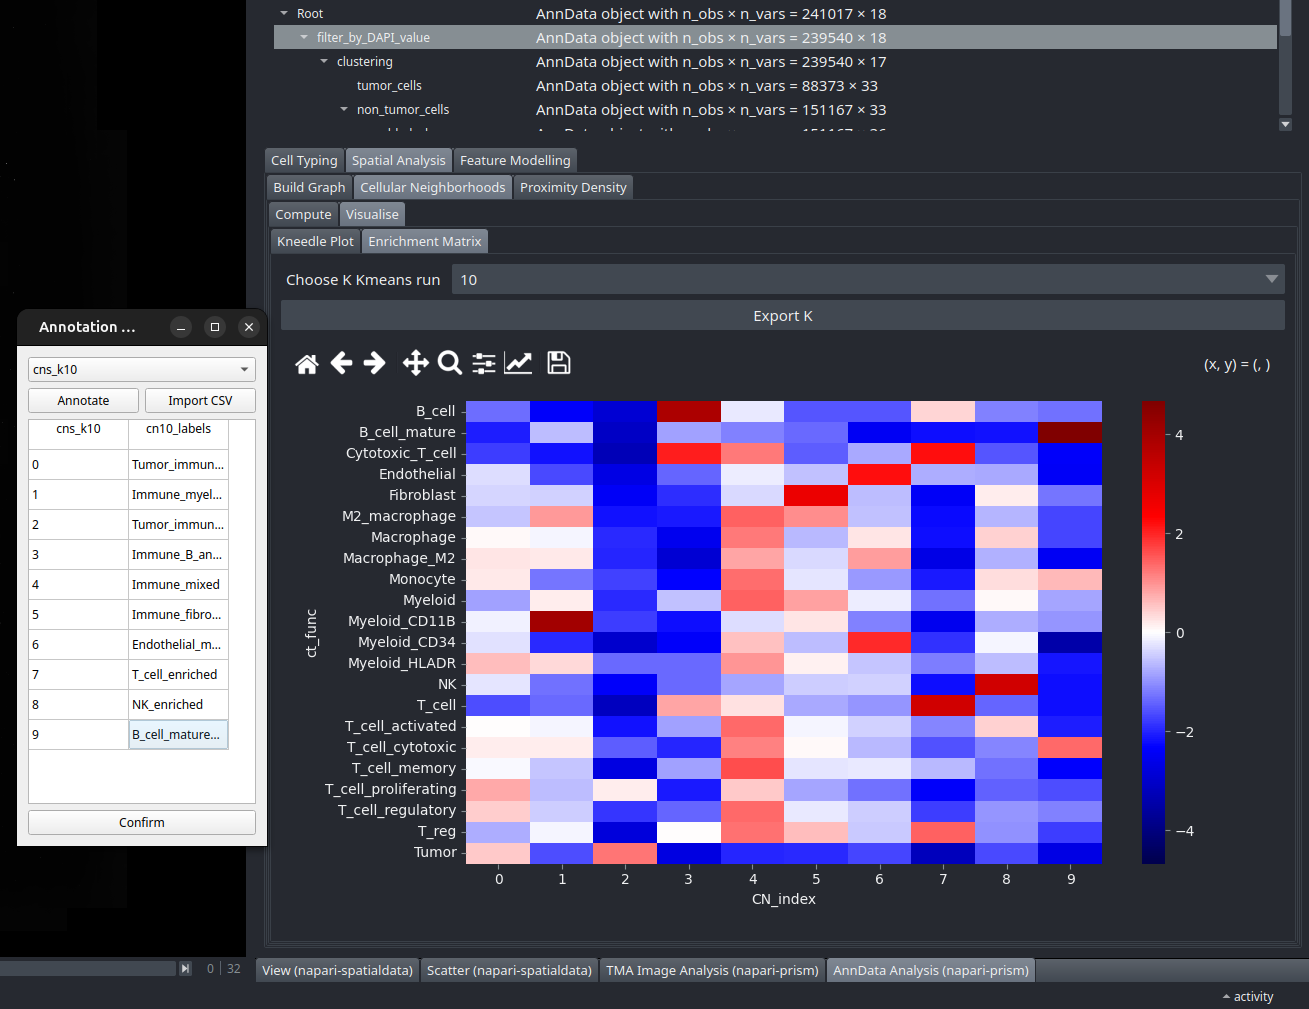 Root AnnData object with n_obs × n_vars = 241017 × 18
filter_by_DAPI_value AnnData object with n_obs × n_vars = 239540 × 18
clustering AnnData object with n_obs × n_vars = 239540 × 17
tumor_cells AnnData object with n_obs × n_vars = 88373 × 33
non_tumor_cells AnnData object with n_obs × n_vars = 151167 × 33
Cell Typing Spatial Analysis Feature Modelling
Build Graph Cellular Neighborhoods Proximity Density
Compute Visualise
Kneedle Plot Enrichment Matrix
Choose K Kmeans run 10
Export K
(x, y) = (, )
Annotation ...
cns_k10
Annotate Import CSV
cns_k10 cn10_labels
0 Tumor_immun...
1 Immune_myel...
2 Tumor_immun...
3 Immune_B_an...
4 Immune_mixed
5 Immune_fibro...
6 Endothelial_m...
7 T_cell_enriched
8 NK_enriched
9 B_cell_mature...
Confirm
ct_func
B_cell
B_cell_mature
Cytotoxic_T_cell
Endothelial
Fibroblast
M2_macrophage
Macrophage
Macrophage_M2
Monocyte
Myeloid
Myeloid_CD11B
Myeloid_CD34
Myeloid_HLADR
NK
T_cell
T_cell_activated
T_cell_cytotoxic
T_cell_memory
T_cell_proliferating
T_cell_regulatory
T_reg
Tumor
0 1 2 3 4 5 6 7 8 9
CN_index
4
2
0
−2
−4
0 32
View (napari-spatialdata) Scatter (napari-spatialdata) TMA Image Analysis (napari-prism) AnnData Analysis (napari-prism)
activity